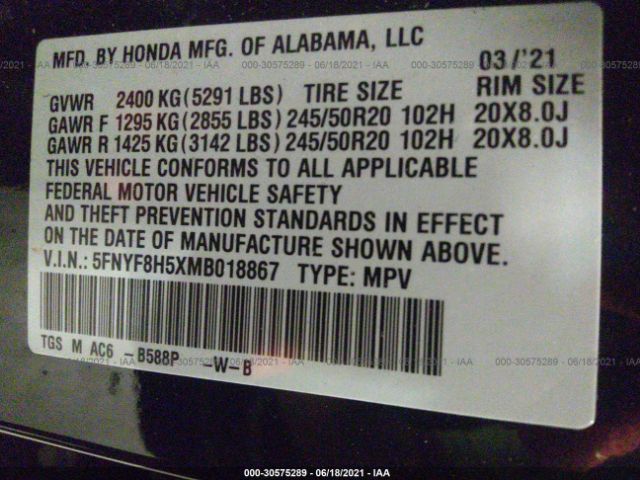 MFD. BY HONDA MFG. OF ALABAMA, LLC 03/'21
GVWR 2400 KG(5291 LBS) TIRE SIZE RIM SIZE
GAWR F 1295 KG(2855 LBS) 245/50R20 102H 20X8.0J
GAWR R 1425 KG(3142 LBS) 245/50R20 102H 20X8.0J
THIS VEHICLE CONFORMS TO ALL APPLICABLE
FEDERAL MOTOR VEHICLE SAFETY
AND THEFT PREVENTION STANDARDS IN EFFECT
ON THE DATE OF MANUFACTURE SHOWN ABOVE.
V.I.N.: 5FNYF8H5XMB018867 TYPE: MPV
TGS M AC6 -B588P -W-B
000-30575289 - 06/18/2021 - IAA